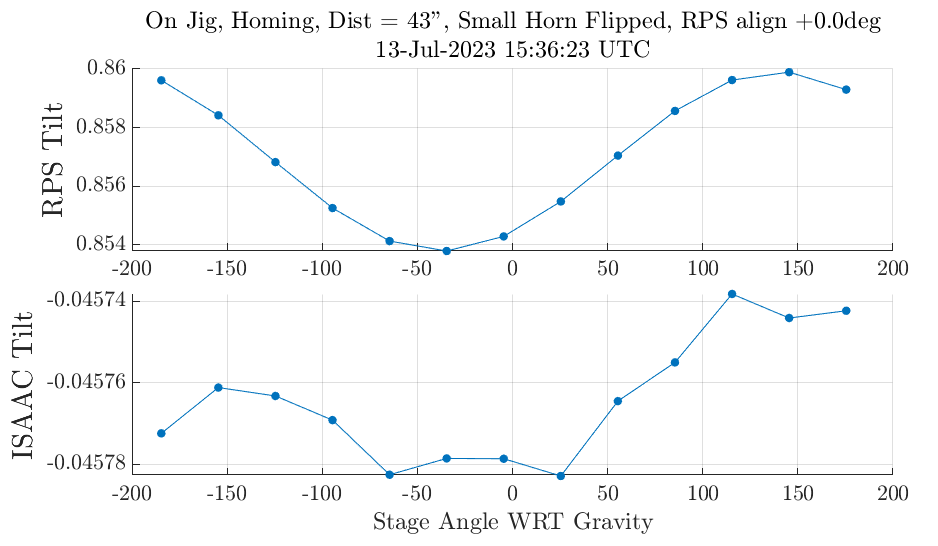 On Jig, Homing, Dist = 43", Small Horn Flipped, RPS align +0.0deg
13-Jul-2023 15:36:23 UTC
RPS Tilt
0.86
0.858
0.856
0.854
-200 -150 -100 -50 0 50 100 150 200
ISAAC Tilt
-0.04574
-0.04576
-0.04578
-200 -150 -100 -50 0 50 100 150 200
Stage Angle WRT Gravity